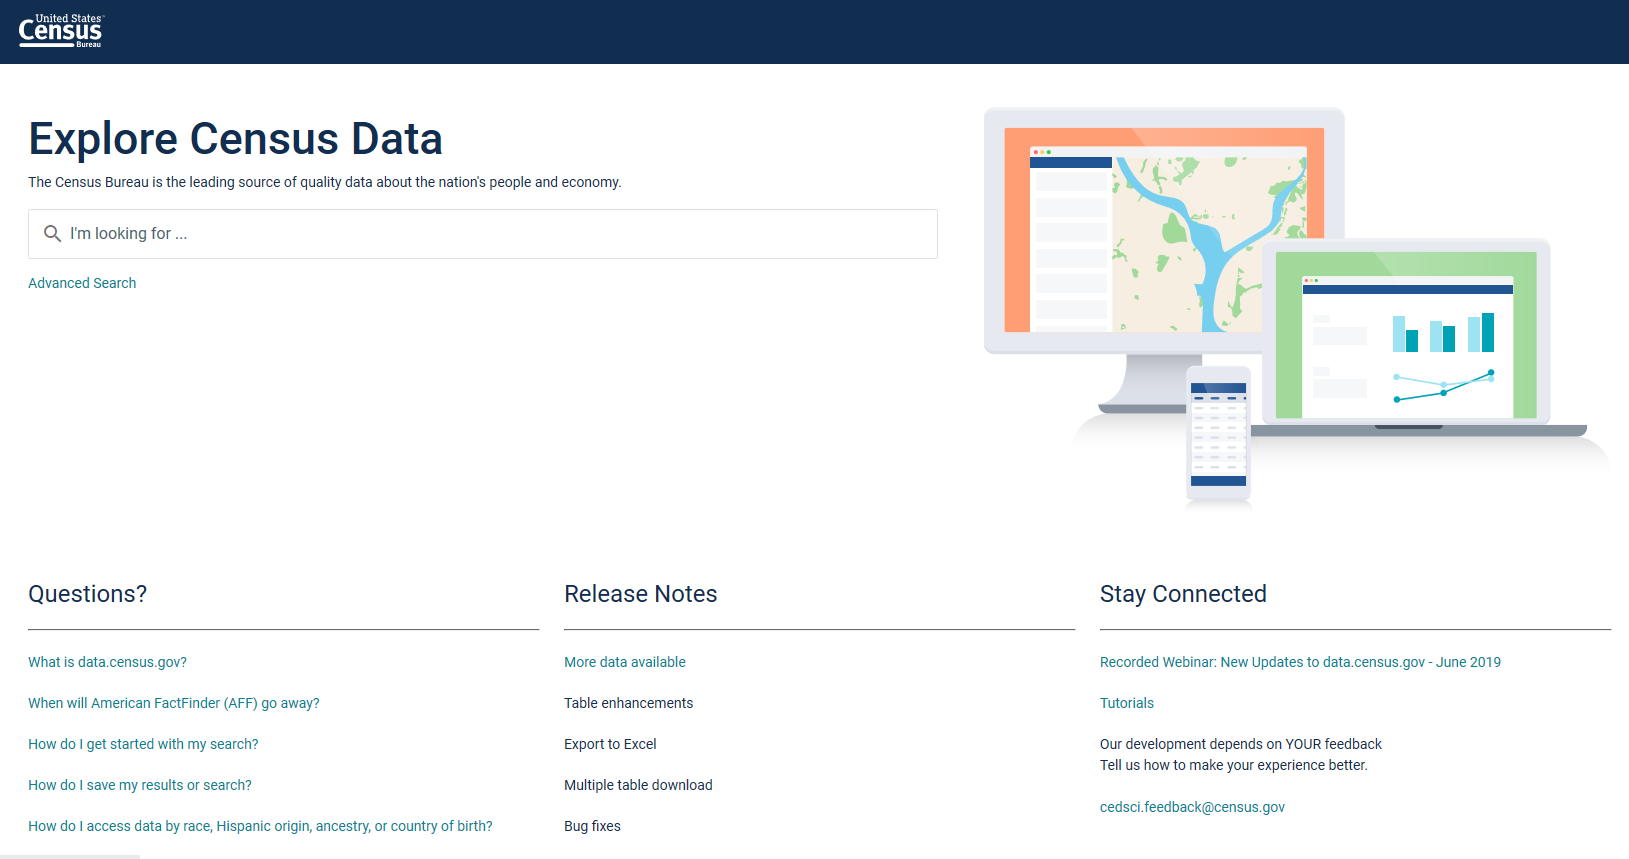 United States™
Census
Bureau
Explore Census Data
The Census Bureau is the leading source of quality data about the nation's people and economy.
I'm looking for ...
Advanced Search
Questions?
What is data.census.gov?
When will American FactFinder (AFF) go away?
How do I get started with my search?
How do I save my results or search?
How do I access data by race, Hispanic origin, ancestry, or country of birth?
Release Notes
More data available
Table enhancements
Export to Excel
Multiple table download
Bug fixes
Stay Connected
Recorded Webinar: New Updates to data.census.gov - June 2019
Tutorials
Our development depends on YOUR feedback
Tell us how to make your experience better.
cedsci.feedback@census.gov